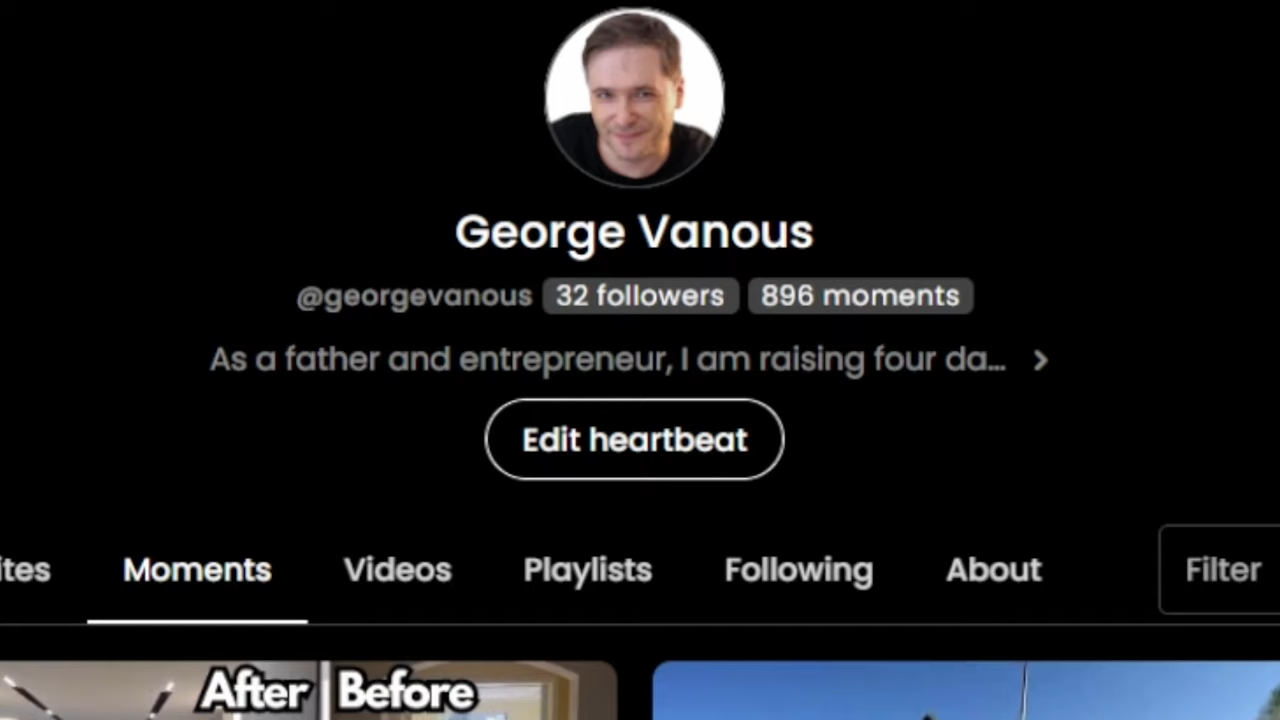 George Vanous
@georgevanous 32 followers 896 moments
As a father and entrepreneur, I am raising four da... >
Edit heartbeat
ites Moments Videos Playlists Following About Filter
After | Before